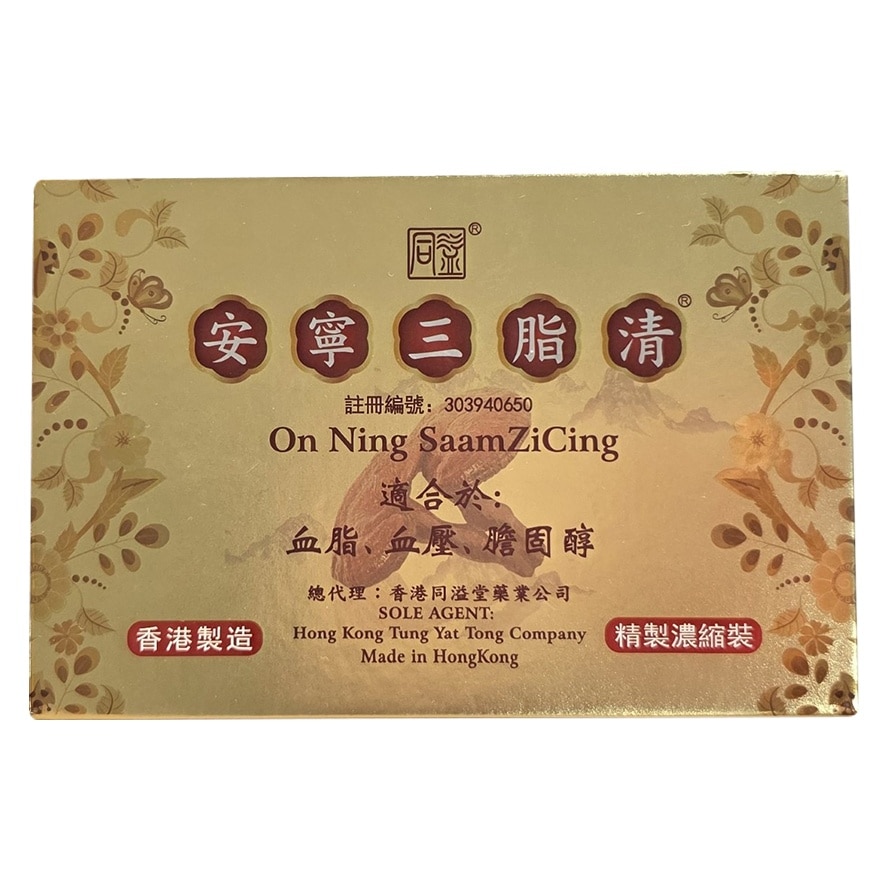 同溢®
安寧三脂清®
註冊編號：303940650
On Ning SaamZiCing
適合於：
血脂、血壓、膽固醇
總代理：香港同溢堂藥業公司
SOLE AGENT:
Hong Kong Tung Yat Tong Company
Made in HongKong
香港製造
精製濃縮裝